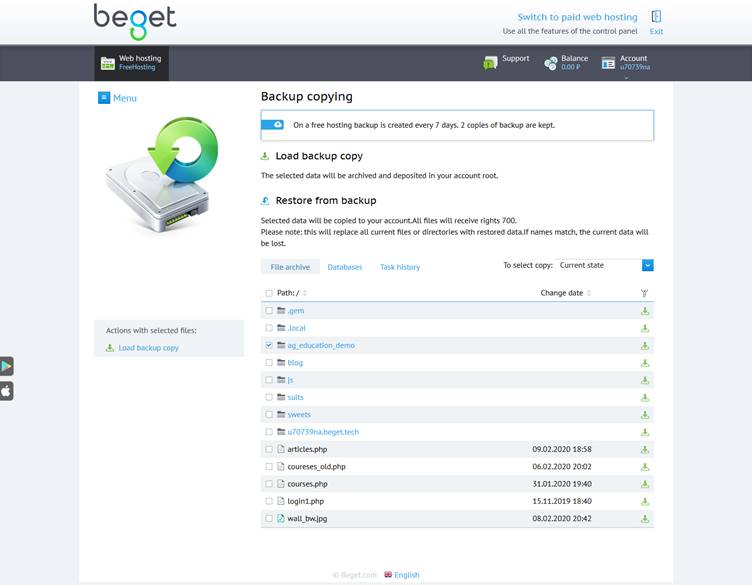 beget
Switch to paid web hosting
Use all the features of the control panel
Exit
Web hosting
FreeHosting
Support
Balance
0.00 ₽
Account
u70739na
Menu
Backup copying
On a free hosting backup is created every 7 days. 2 copies of backup are kept.
Load backup copy
The selected data will be archived and deposited in your account root.
Restore from backup
Selected data will be copied to your account.All files will receive rights 700.
Please note: this will replace all current files or directories with restored data.If names match, the current data will
be lost.
File archive Databases Task history To select copy: Current state
Path: / Change date
.gem
.local
ag_education_demo
blog
js
suits
sweets
u70739na.beget.tech
articles.php 09.02.2020 18:58
coureses_old.php 06.02.2020 20:02
courses.php 31.01.2020 19:40
login1.php 15.11.2019 18:40
wall_bw.jpg 08.02.2020 20:42
Actions with selected files:
Load backup copy
© Beget.com English